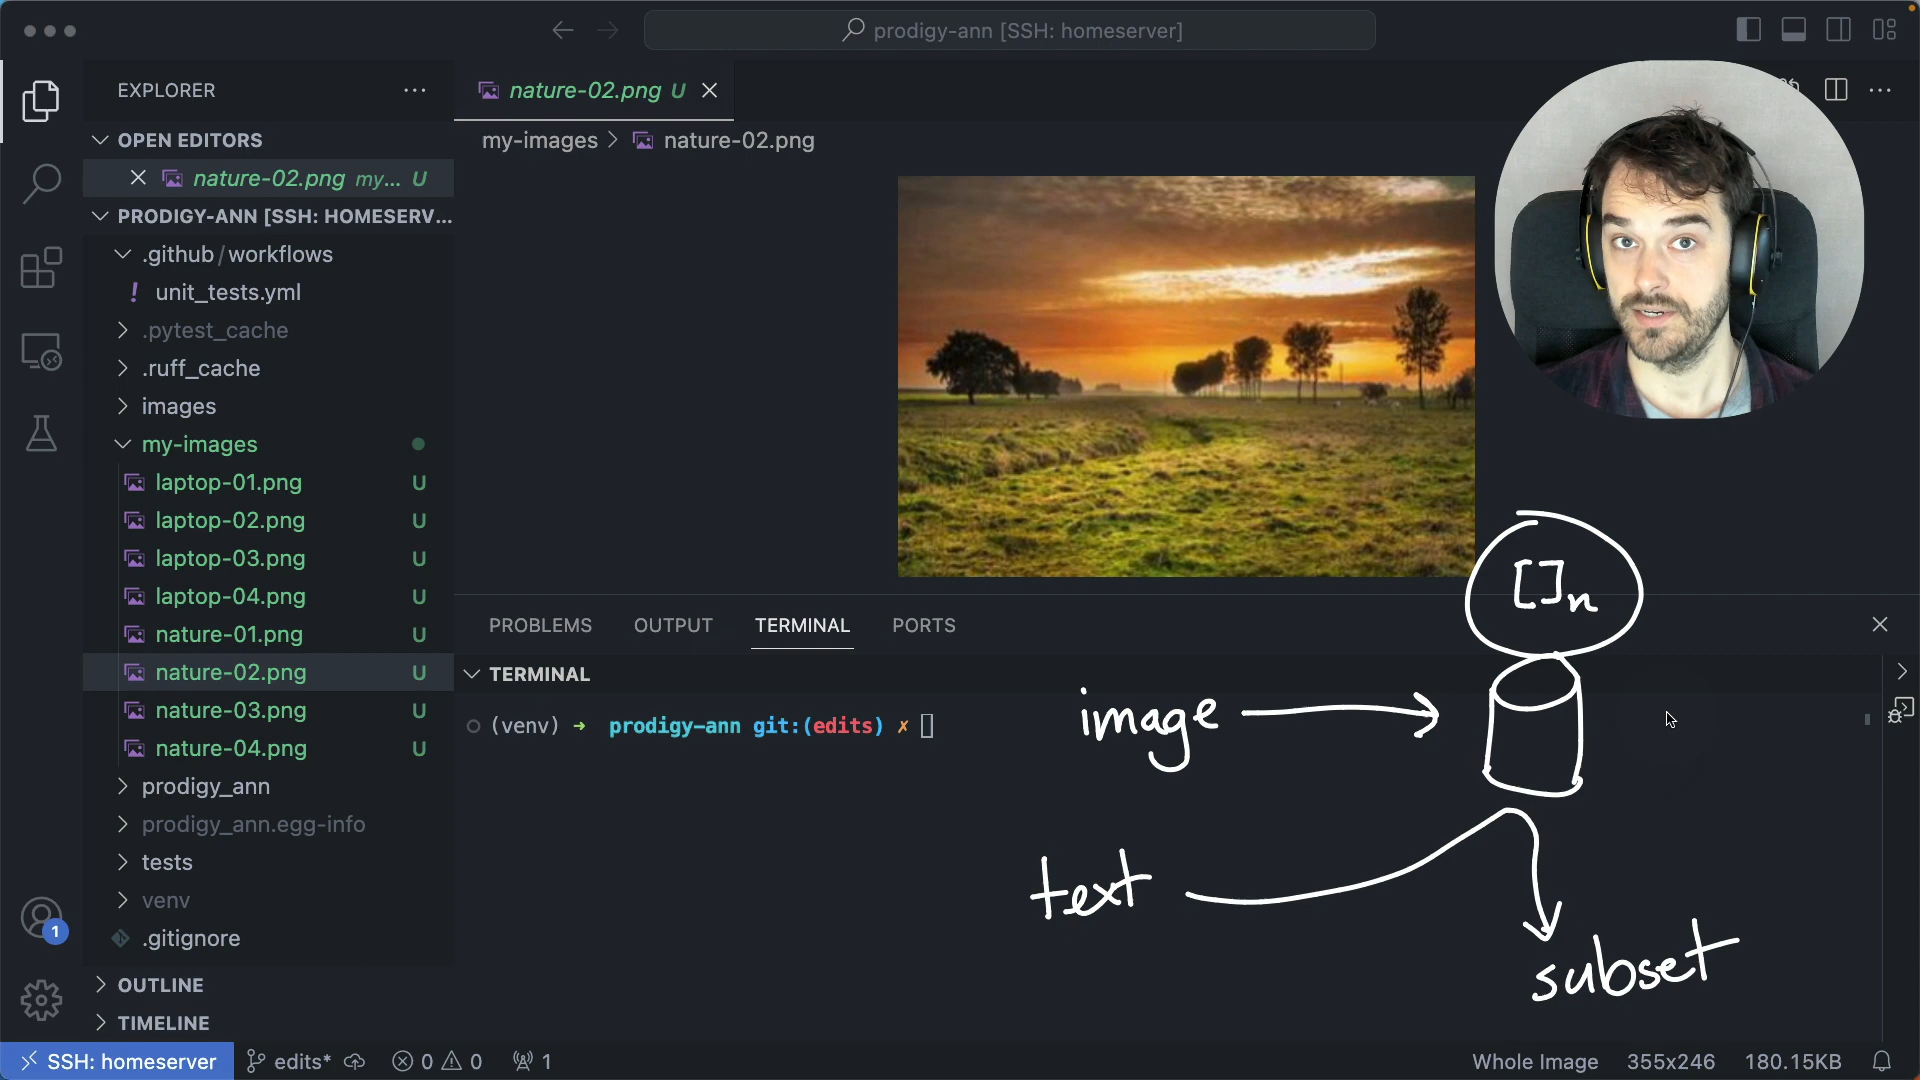 prodigy-ann [SSH: homeserver]
EXPLORER
OPEN EDITORS
nature-02.png my... U
PRODIGY-ANN [SSH: HOMESERV...
.github/workflows
! unit_tests.yml
.pytest_cache
.ruff_cache
images
my-images
laptop-01.png U
laptop-02.png U
laptop-03.png U
laptop-04.png U
nature-01.png U
nature-02.png U
nature-03.png U
nature-04.png U
prodigy_ann
prodigy_ann.egg-info
tests
venv
.gitignore
OUTLINE
TIMELINE
nature-02.png U
my-images > nature-02.png
PROBLEMS OUTPUT TERMINAL PORTS
TERMINAL
(venv) → prodigy-ann git:(edits) ✗
[]n
image
text
subset
1
SSH: homeserver edits* 0 0 1 Whole Image 355x246 180.15KB